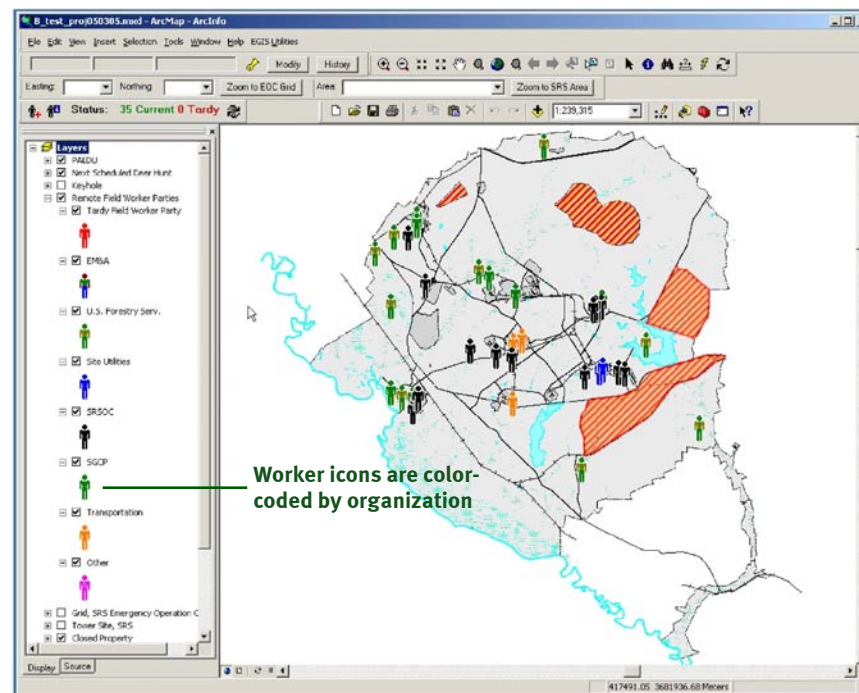 B_test_proj050305.mxd - ArcMap - ArcInfo
File Edit View Insert Selection Tools Window Help EGIS Utilities
Modify History
Easting: Northing: Zoom to EOC Grid Area: Zoom to SRS Area
Status: 35 Current 0 Tardy 1:239,315
Layers
PALDU
Next Scheduled Deer Hunt
Keyhole
Remote Field Worker Parties
Tardy Field Worker Party
EM&A
U.S. Forestry Serv.
Site Utilities
SRSOC
SGCP
Transportation
Other
Grid, SRS Emergency Operation C
Tower Site, SRS
Closed Property
Display Source
Worker icons are color-
coded by organization
417491.05 3681936.68 Meters